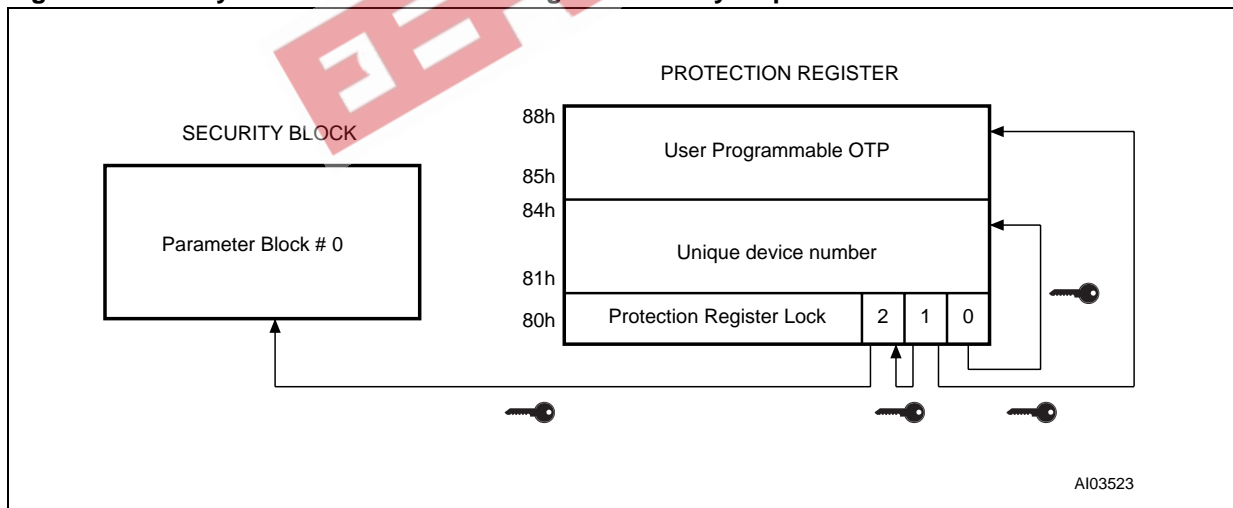 PROTECTION REGISTER
SECURITY BLOCK
88h
User Programmable OTP
85h
84h
Parameter Block # 0
Unique device number
81h
80h
Protection Register Lock
2
1
0
AI03523